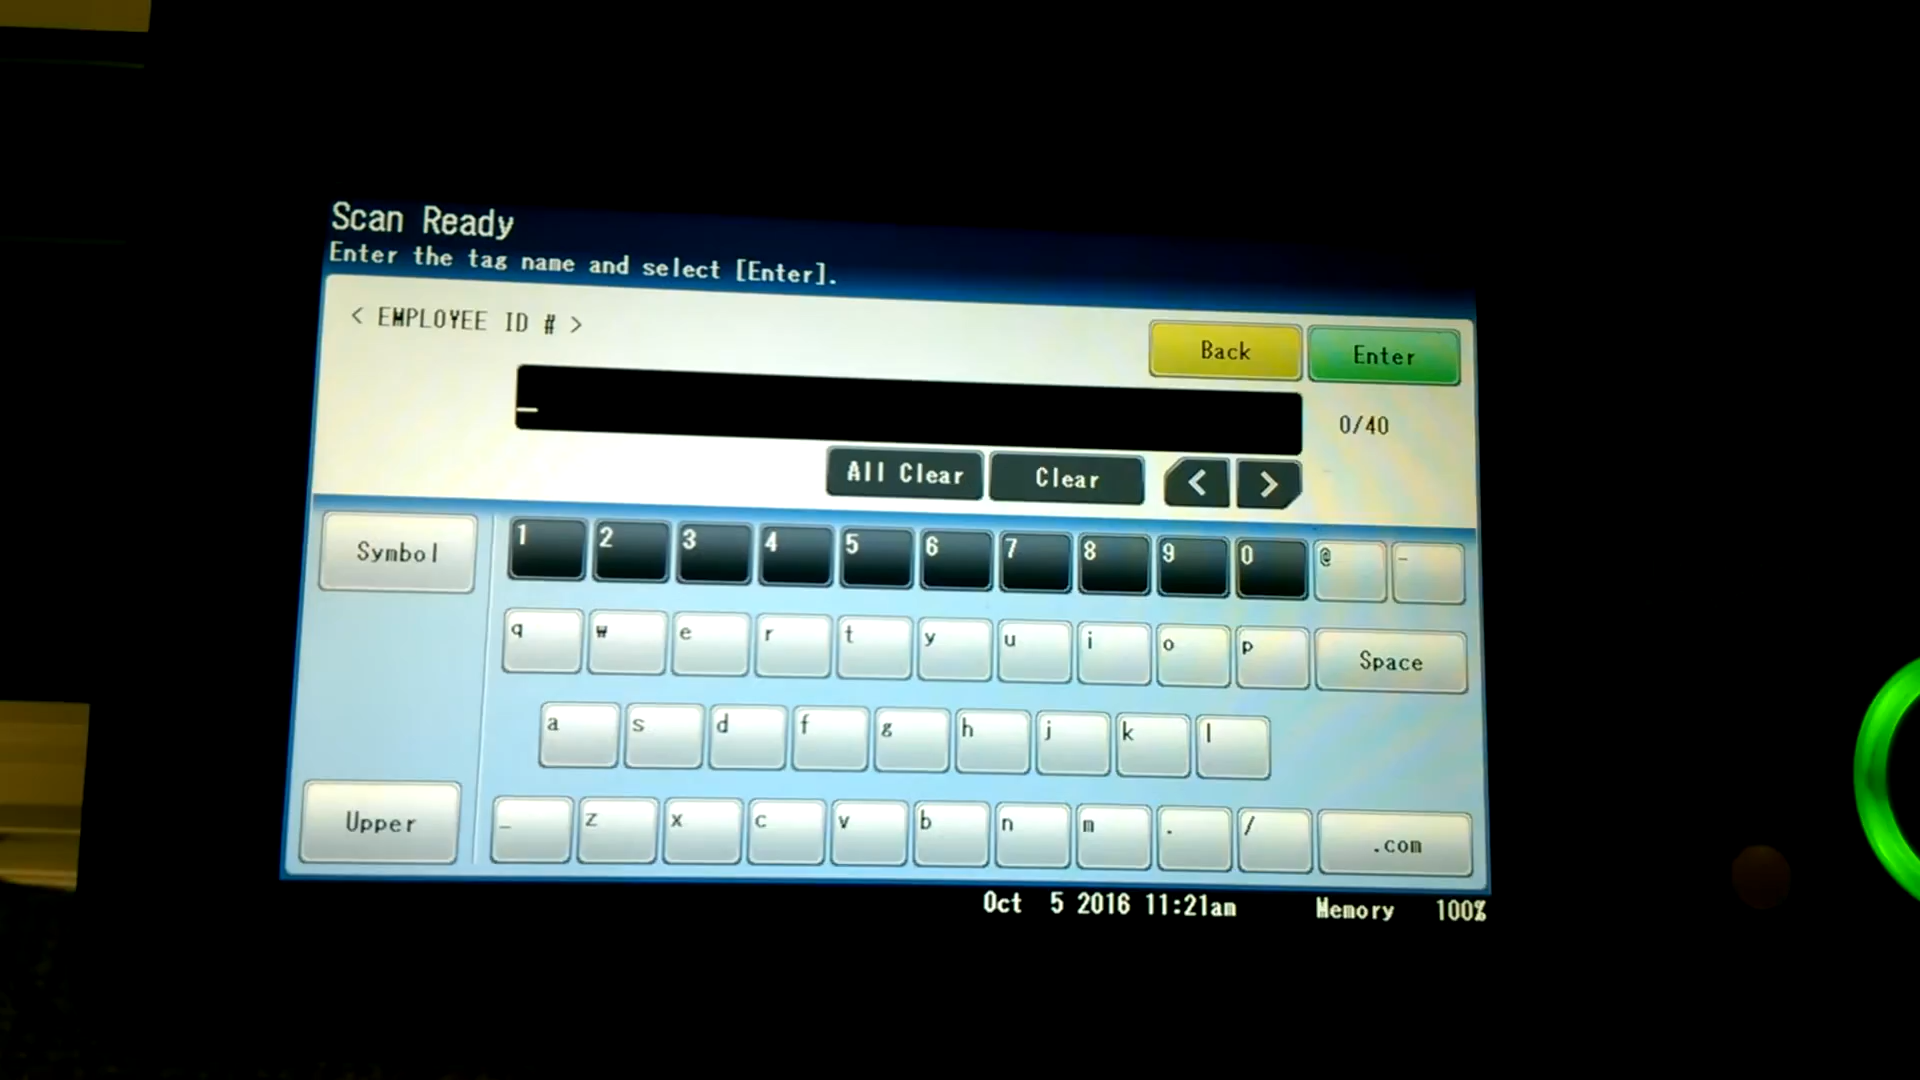 Scan Ready
Enter the tag name and select [Enter].
< EMPLOYEE ID # >
Back Enter
0/40
All Clear Clear < >
Symbol 1 2 3 4 5 6 7 8 9 0 @ -
q w e r t y u i o p Space
a s d f g h j k l
Upper _ z x c v b n m . / .com
Oct 5 2016 11:21am Memory 100%